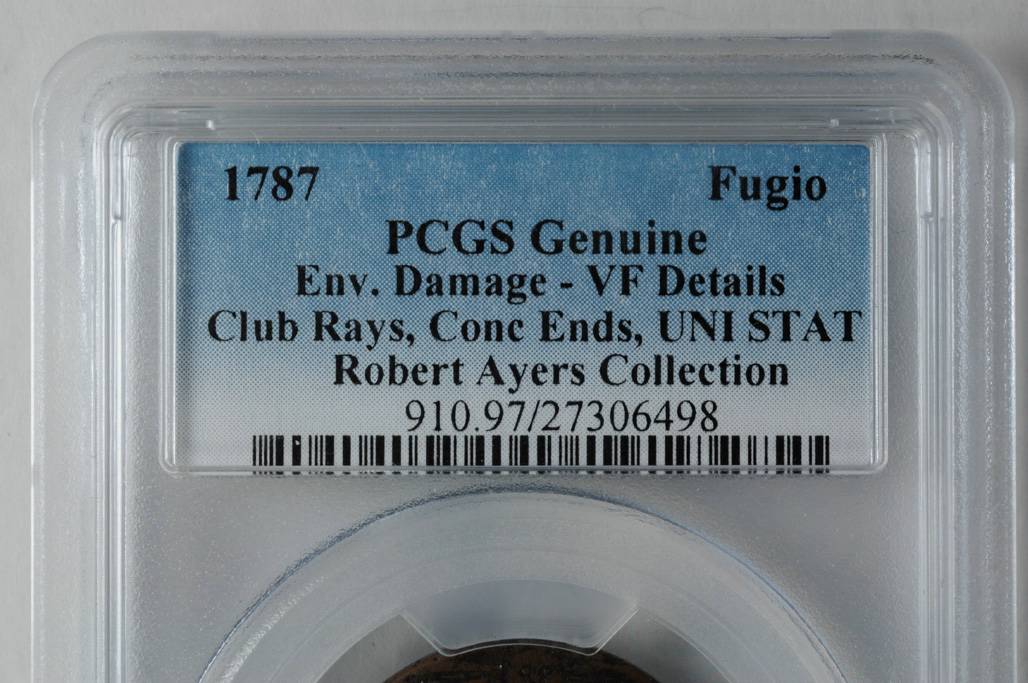 1787 Fugio
PCGS Genuine
Env. Damage - VF Details
Club Rays, Conc Ends, UNI STAT
Robert Ayers Collection
910.97/27306498